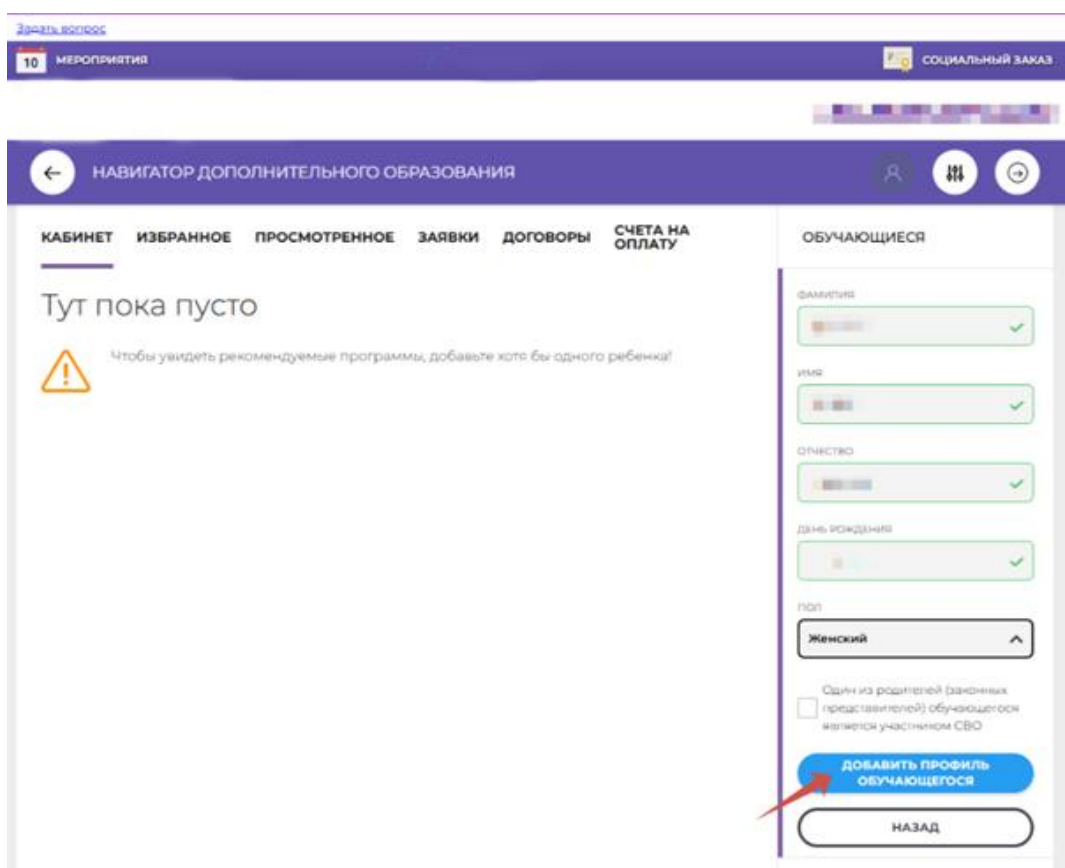 Задать вопрос
10 МЕРОПРИЯТИЯ
СОЦИАЛЬНЫЙ ЗАКАЗ
НАВИГАТОР ДОПОЛНИТЕЛЬНОГО ОБРАЗОВАНИЯ
КАБИНЕТ ИЗБРАННОЕ ПРОСМОТРЕННОЕ ЗАЯВКИ ДОГОВОРЫ СЧЕТА НА
ОПЛАТУ
Тут пока пусто
Чтобы увидеть рекомендуемые программы, добавьте хотя бы одного ребенка!
ОБУЧАЮЩИЕСЯ
ФАМИЛИЯ
ИМЯ
ОТЧЕСТВО
ДЕНЬ РОЖДЕНИЯ
ПОЛ
Женский
Один из родителей (законных
представителей) обучающегося
является участником СВО
ДОБАВИТЬ ПРОФИЛЬ
ОБУЧАЮЩЕГОСЯ
НАЗАД